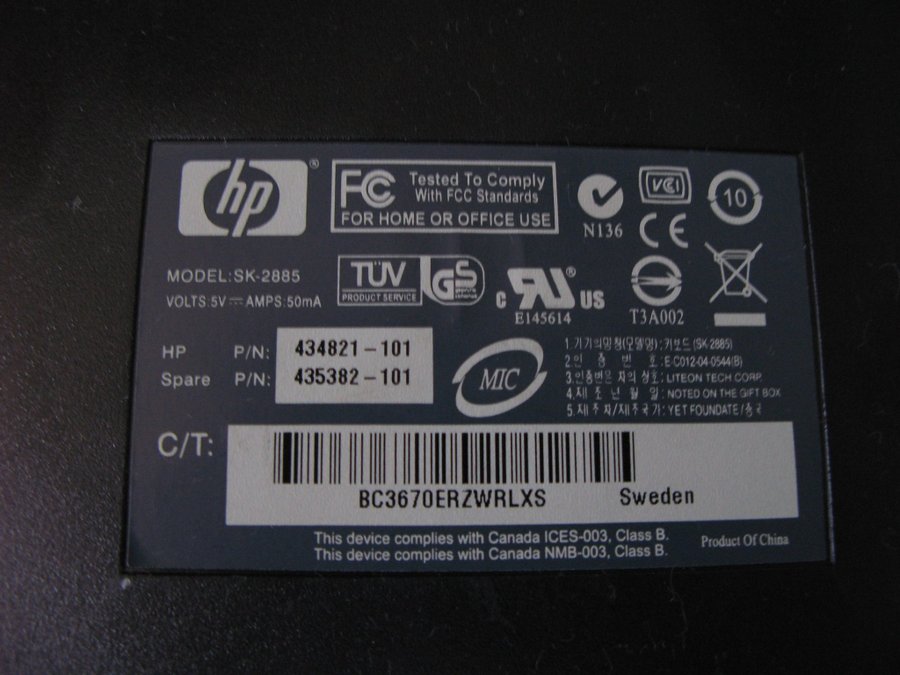 hp ®
FC Tested To Comply
With FCC Standards
FOR HOME OR OFFICE USE
N136
VCI
10
CE
MODEL:SK-2885
VOLTS:5V AMPS:50mA
TÜV
PRODUCT SERVICE
GS
c RU ® US
E145614
T3A002
HP P/N: 434821-101
Spare P/N: 435382-101
MIC
1.기기의명칭(모델명):키보드(SK-2885)
2.인 증 번 호:E-C012-04-0544(B)
3.인증받은 자의 상호: LITEON TECH CORP.
4.제 조 년 월 일: NOTED ON THE GIFT BOX
5.제조자/제조국가: YET FOUNDATE/중국
C/T:
BC3670ERZWRLXS Sweden
This device complies with Canada ICES-003, Class B.
This device complies with Canada NMB-003, Class B.
Product Of China